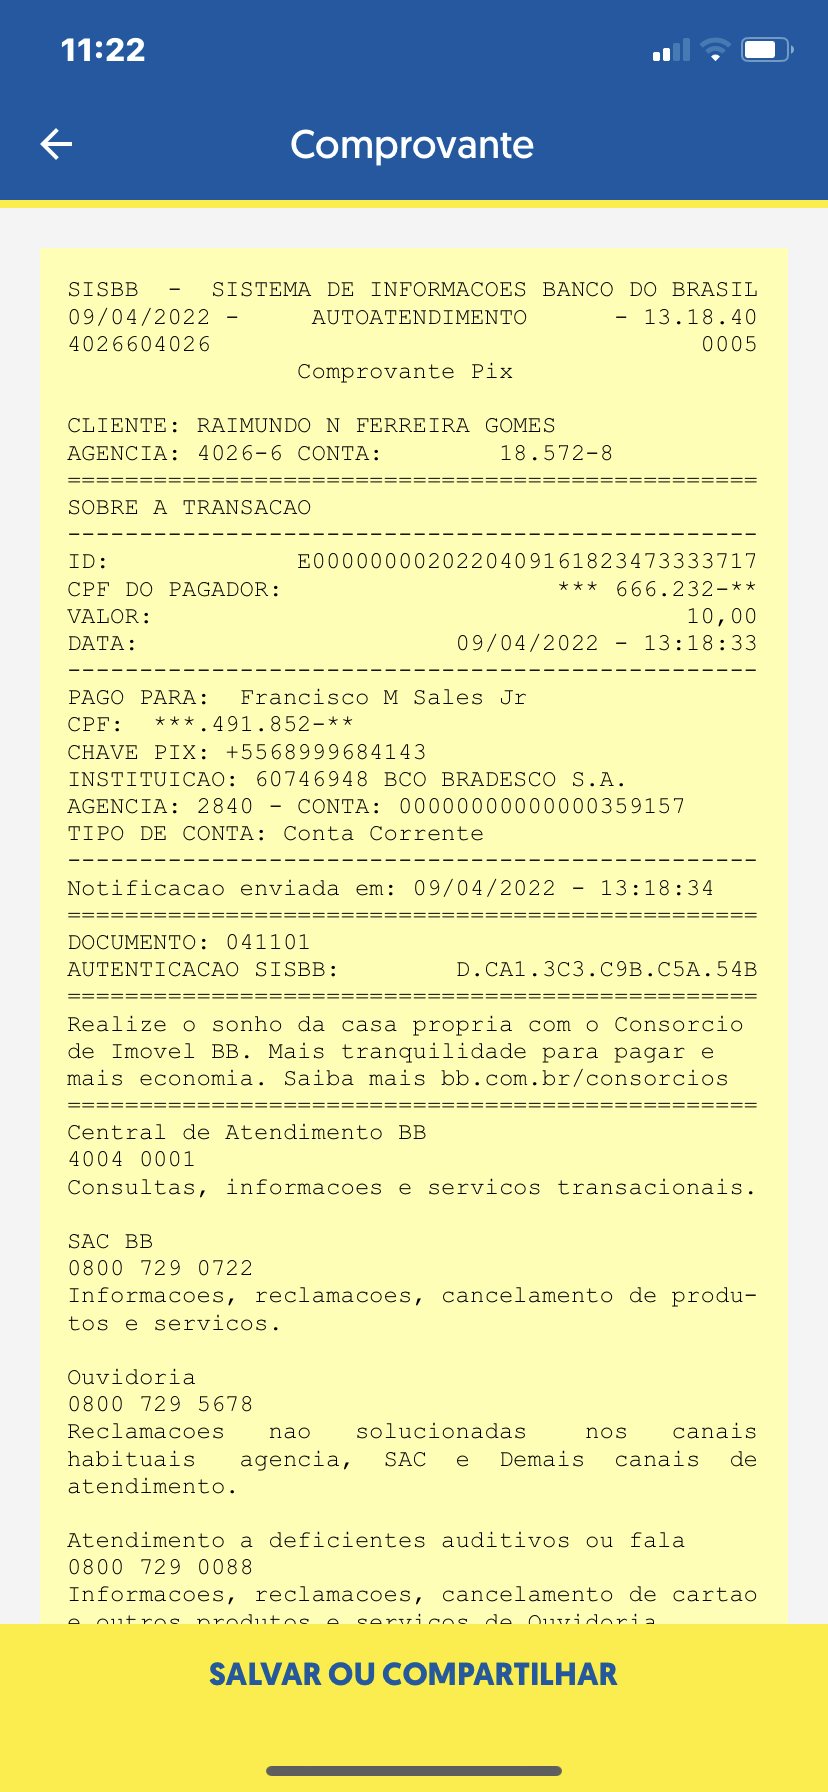 11:22
Comprovante
SISBB - SISTEMA DE INFORMACOES BANCO DO BRASIL
09/04/2022 - AUTOATENDIMENTO - 13.18.40
4026604026 0005
Comprovante Pix
CLIENTE: RAIMUNDO N FERREIRA GOMES
AGENCIA: 4026-6 CONTA: 18.572-8
================================================
SOBRE A TRANSACAO
------------------------------------------------
ID: E00000000202204091618234733337​17
CPF DO PAGADOR: *** 666.232-**
VALOR: 10,00
DATA: 09/04/2022 - 13:18:33
------------------------------------------------
PAGO PARA: Francisco M Sales Jr
CPF: ***.491.852-**
CHAVE PIX: +5568999684143
INSTITUICAO: 60746948 BCO BRADESCO S.A.
AGENCIA: 2840 - CONTA: 00000000000000359157
TIPO DE CONTA: Conta Corrente
------------------------------------------------
Notificacao enviada em: 09/04/2022 - 13:18:34
================================================
DOCUMENTO: 041101
AUTENTICACAO SISBB: D.CA1.3C3.C9B.C5A.54B
================================================
Realize o sonho da casa propria com o Consorcio
de Imovel BB. Mais tranquilidade para pagar e
mais economia. Saiba mais bb.com.br/consorcios
================================================
Central de Atendimento BB
4004 0001
Consultas, informacoes e servicos transacionais.
SAC BB
0800 729 0722
Informacoes, reclamacoes, cancelamento de produ-
tos e servicos.
Ouvidoria
0800 729 5678
Reclamacoes nao solucionadas nos canais
habituais agencia, SAC e Demais canais de
atendimento.
Atendimento a deficientes auditivos ou fala
0800 729 0088
Informacoes, reclamacoes, cancelamento de cartao
e outros produtos e servicos de Ouvidoria
SALVAR OU COMPARTILHAR